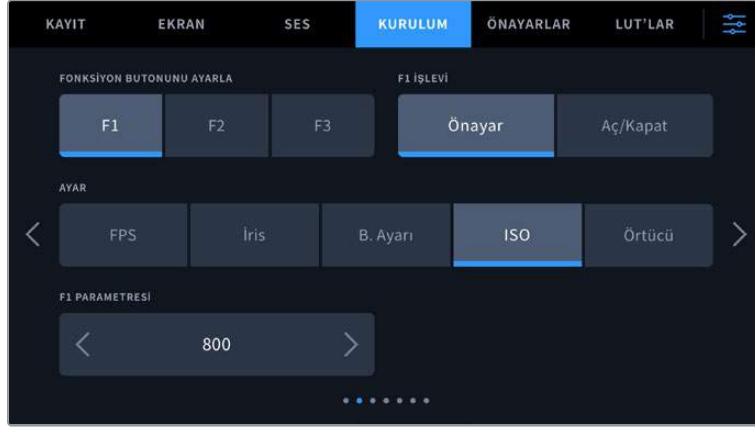 KAYIT EKRAN SES KURULUM ÖNAYARLAR LUT'LAR
FONKSİYON BUTONUNU AYARLA F1 İŞLEVİ
F1 F2 F3 Önayar Aç/Kapat
AYAR
FPS İris B. Ayarı ISO Örtücü
F1 PARAMETRESİ
800